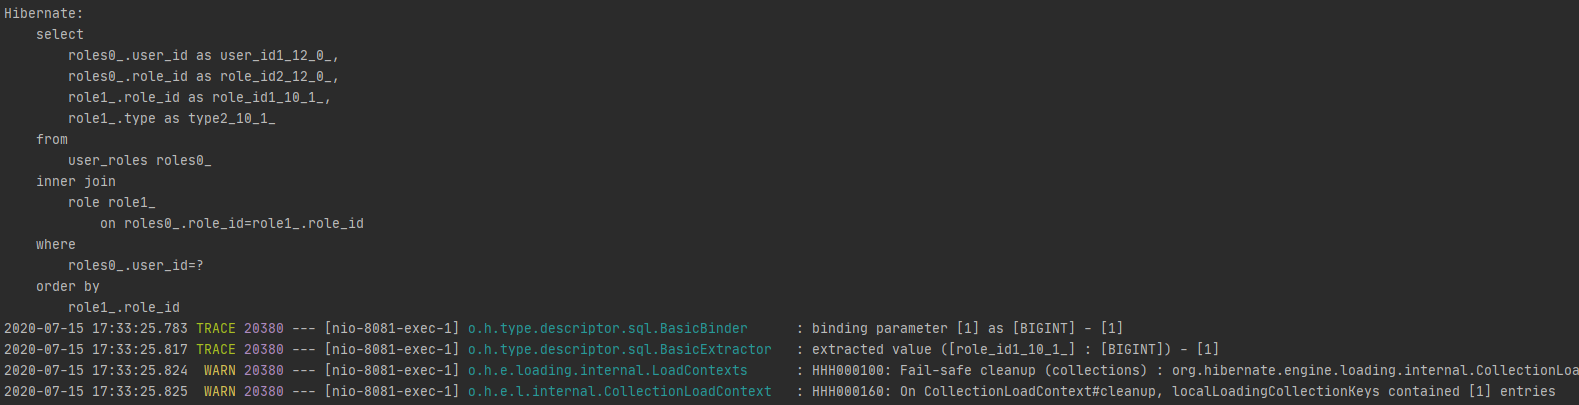 Hibernate:
    select
        roles0_.user_id as user_id1_12_0_,
        roles0_.role_id as role_id2_12_0_,
        role1_.role_id as role_id1_10_1_,
        role1_.type as type2_10_1_
    from
        user_roles roles0_
    inner join
        role role1_
            on roles0_.role_id=role1_.role_id
    where
        roles0_.user_id=?
    order by
        role1_.role_id
2020-07-15 17:33:25.783 TRACE 20380 --- [nio-8081-exec-1] o.h.type.descriptor.sql.BasicBinder      : binding parameter [1] as [BIGINT] - [1]
2020-07-15 17:33:25.817 TRACE 20380 --- [nio-8081-exec-1] o.h.type.descriptor.sql.BasicExtractor   : extracted value ([role_id1_10_1_] : [BIGINT]) - [1]
2020-07-15 17:33:25.824  WARN 20380 --- [nio-8081-exec-1] o.h.e.loading.internal.LoadContexts      : HHH000100: Fail-safe cleanup (collections) : org.hibernate.engine.loading.internal.CollectionLoa
2020-07-15 17:33:25.825  WARN 20380 --- [nio-8081-exec-1] o.h.e.l.internal.CollectionLoadContext   : HHH000160: On CollectionLoadContext#cleanup, localLoadingCollectionKeys contained [1] entries